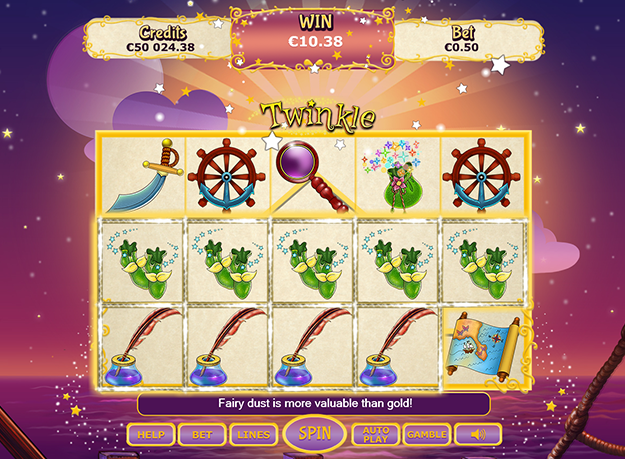 Credits
€50 024.38
WIN
€10.38
Bet
€0.50
Twinkle
Fairy dust is more valuable than gold!
HELP
BET
LINES
SPIN
AUTO
PLAY
GAMBLE